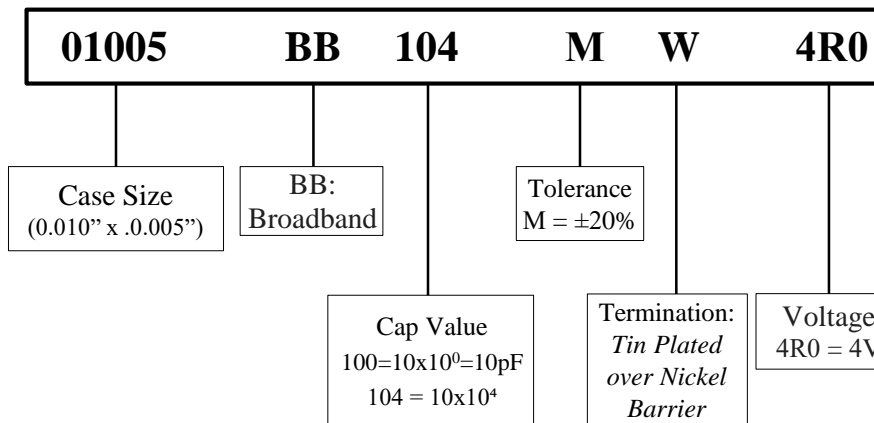 01005 BB 104 M W 4R0
Case Size
(0.010” x .0.005”)
BB:
Broadband
Tolerance
M = ±20%
Cap Value
100=10x10⁰=10pF
104 = 10x10⁴
Termination:
Tin Plated
over Nickel
Barrier
Voltage
4R0 = 4V